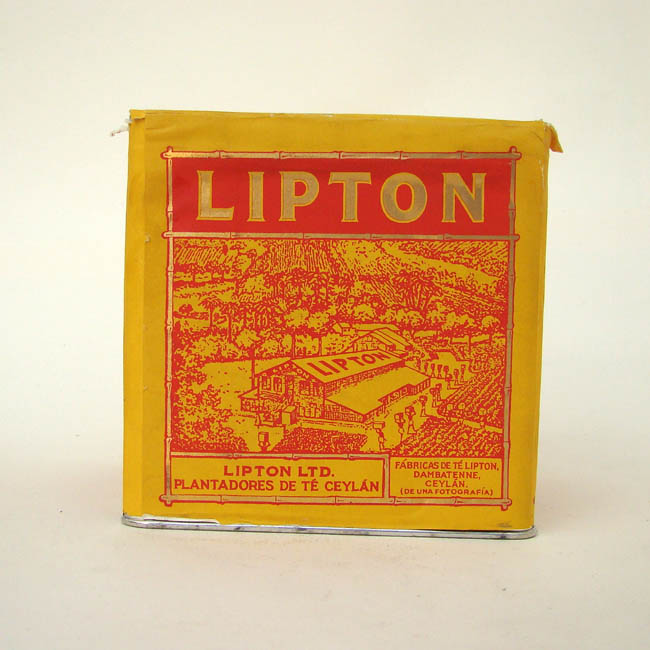 LIPTON
LIPTON
LIPTON LTD.
PLANTADORES DE TÉ CEYLÁN
FÁBRICAS DE TÉ LIPTON,
DAMBATENNE,
CEYLÁN.
(DE UNA FOTOGRAFÍA)